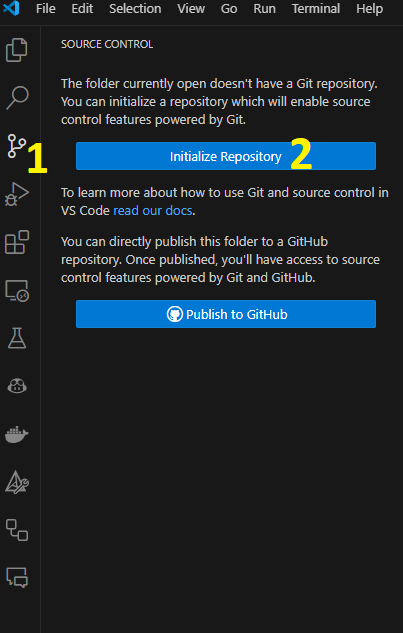 File Edit Selection View Go Run Terminal Help
SOURCE CONTROL
The folder currently open doesn't have a Git repository.
You can initialize a repository which will enable source
control features powered by Git.
1
Initialize Repository 2
To learn more about how to use Git and source control in
VS Code read our docs.
You can directly publish this folder to a GitHub
repository. Once published, you'll have access to source
control features powered by Git and GitHub.
Publish to GitHub